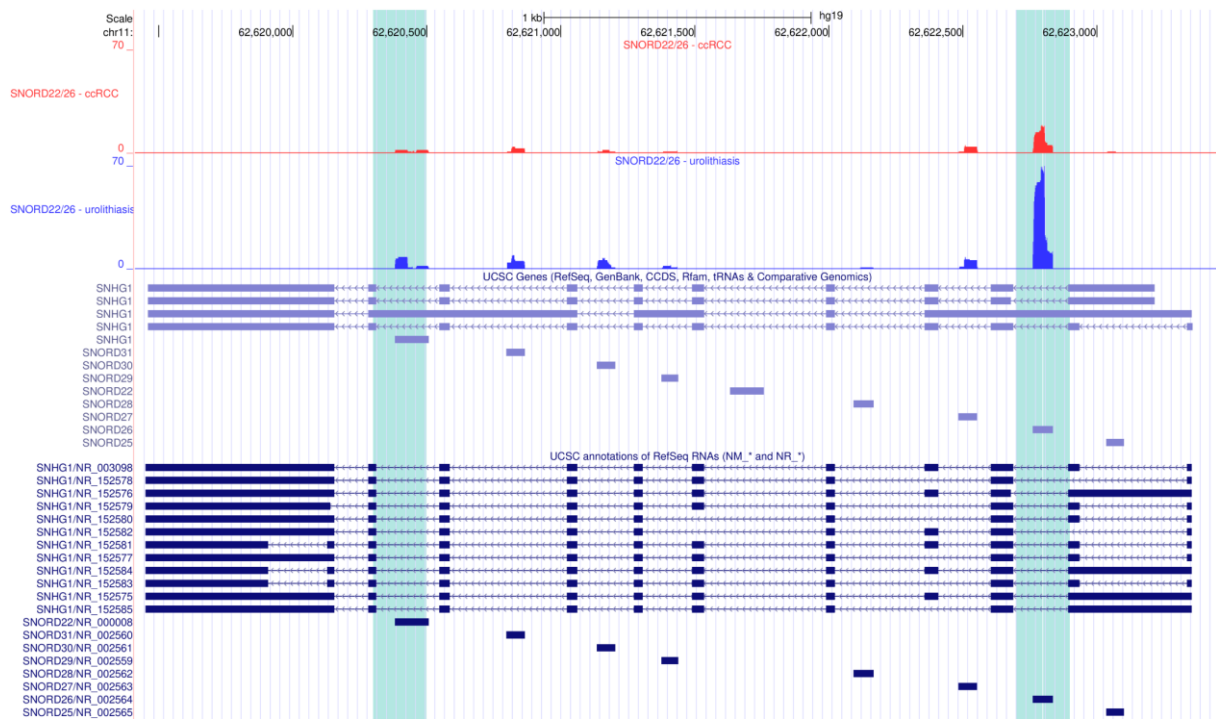 Scale 1 kb hg19
chr11: 62,620,000 62,620,500 62,621,000 62,621,500 62,622,000 62,622,500 62,623,000
70 _ SNORD22/26 - ccRCC
SNORD22/26 - ccRCC
0 _
70 _ SNORD22/26 - urolithiasis
SNORD22/26 - urolithiasis
0 _
UCSC Genes (RefSeq, GenBank, CCDS, Rfam, tRNAs & Comparative Genomics)
SNHG1
SNHG1
SNHG1
SNHG1
SNHG1
SNORD31
SNORD30
SNORD29
SNORD22
SNORD28
SNORD27
SNORD26
SNORD25
UCSC annotations of RefSeq RNAs (NM_* and NR_*)
SNHG1/NR_003098
SNHG1/NR_152578
SNHG1/NR_152576
SNHG1/NR_152579
SNHG1/NR_152580
SNHG1/NR_152582
SNHG1/NR_152581
SNHG1/NR_152577
SNHG1/NR_152584
SNHG1/NR_152583
SNHG1/NR_152575
SNHG1/NR_152585
SNORD22/NR_000008
SNORD31/NR_002560
SNORD30/NR_002561
SNORD29/NR_002559
SNORD28/NR_002562
SNORD27/NR_002563
SNORD26/NR_002564
SNORD25/NR_002565